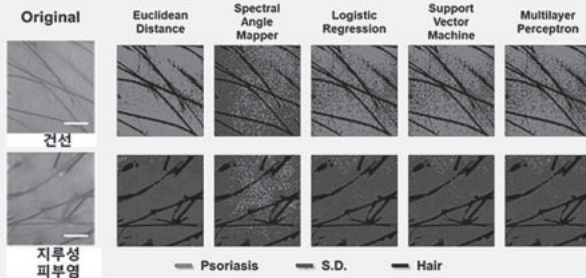 Original
Euclidean Distance
Spectral Angle Mapper
Logistic Regression
Support Vector Machine
Multilayer Perceptron
건선
지루성
피부염
Psoriasis
S.D.
Hair